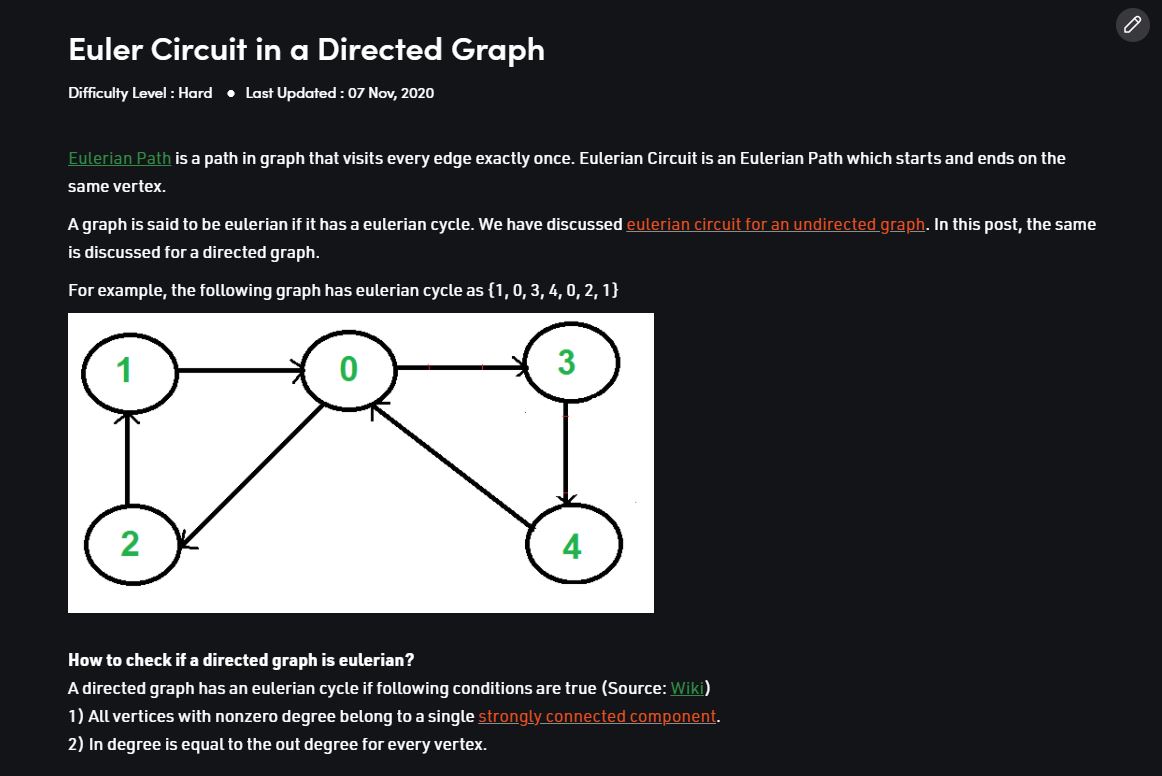 Euler Circuit in a Directed Graph
Difficulty Level : Hard ● Last Updated : 07 Nov, 2020
Eulerian Path is a path in graph that visits every edge exactly once. Eulerian Circuit is an Eulerian Path which starts and ends on the
same vertex.
A graph is said to be eulerian if it has a eulerian cycle. We have discussed eulerian circuit for an undirected graph. In this post, the same
is discussed for a directed graph.
For example, the following graph has eulerian cycle as {1, 0, 3, 4, 0, 2, 1}
1 0 3
2 4
How to check if a directed graph is eulerian?
A directed graph has an eulerian cycle if following conditions are true (Source: Wiki)
1) All vertices with nonzero degree belong to a single strongly connected component.
2) In degree is equal to the out degree for every vertex.